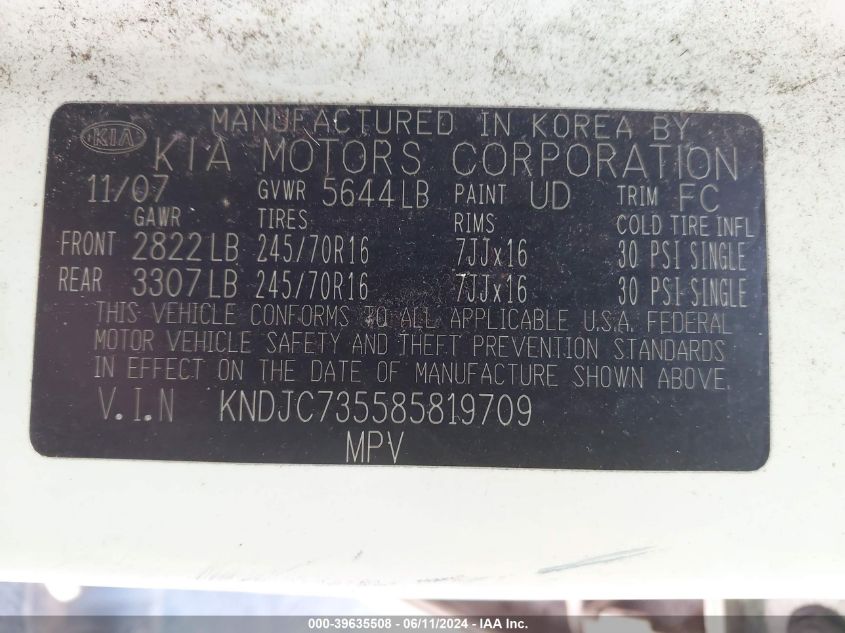 KIA MANUFACTURED IN KOREA BY
KIA MOTORS CORPORATION
11/07 GVWR 5644LB PAINT UD TRIM FC
GAWR TIRES RIMS COLD TIRE INFL
FRONT 2822LB 245/70R16 7JJx16 30 PSI SINGLE
REAR 3307LB 245/70R16 7JJx16 30 PSI SINGLE
THIS VEHICLE CONFORMS TO ALL APPLICABLE U.S.A. FEDERAL
MOTOR VEHICLE SAFETY AND THEFT PREVENTION STANDARDS
IN EFFECT ON THE DATE OF MANUFACTURE SHOWN ABOVE.
V.I.N KNDJC735585819709
MPV
000-39635508 - 06/11/2024 - IAA Inc.